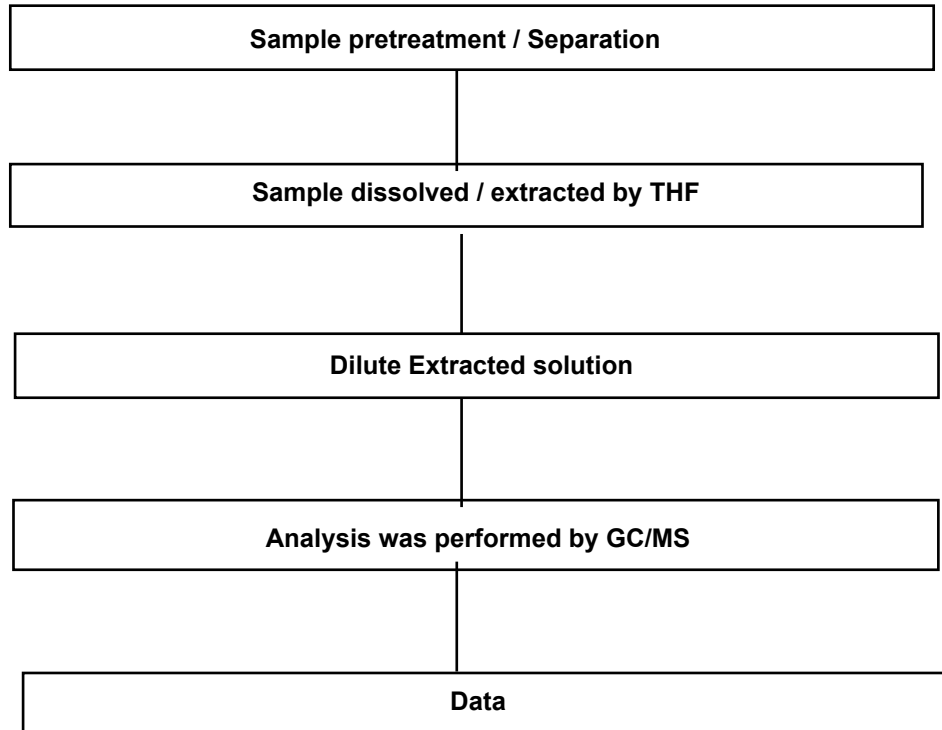 Sample pretreatment / Separation
Sample dissolved / extracted by THF
Dilute Extracted solution
Analysis was performed by GC/MS
Data